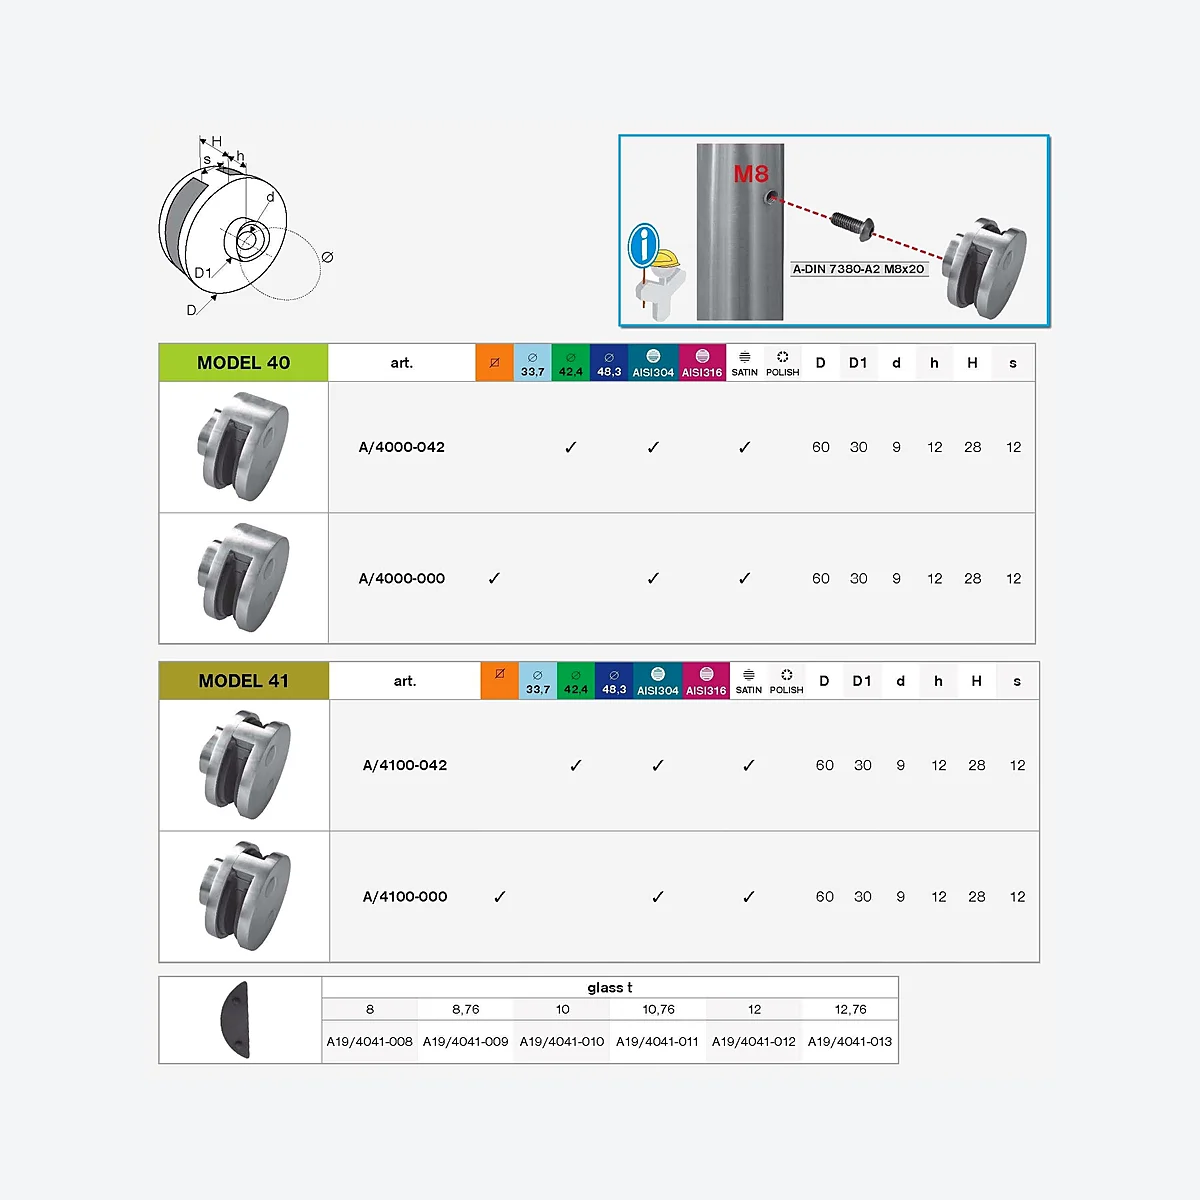 H
s h
d
D1
Ø
D
M8
i
A-DIN 7380-A2 M8x20
MODEL 40 art. Ø 33,7 Ø 42,4 Ø 48,3 AISI304 AISI316 SATIN POLISH D D1 d h H s
A/4000-042 ✓ ✓ ✓ 60 30 9 12 28 12
A/4000-000 ✓ ✓ ✓ 60 30 9 12 28 12
MODEL 41 art. Ø 33,7 Ø 42,4 Ø 48,3 AISI304 AISI316 SATIN POLISH D D1 d h H s
A/4100-042 ✓ ✓ ✓ 60 30 9 12 28 12
A/4100-000 ✓ ✓ ✓ 60 30 9 12 28 12
glass t
8 8,76 10 10,76 12 12,76
A19/4041-008 A19/4041-009 A19/4041-010 A19/4041-011 A19/4041-012 A19/4041-013